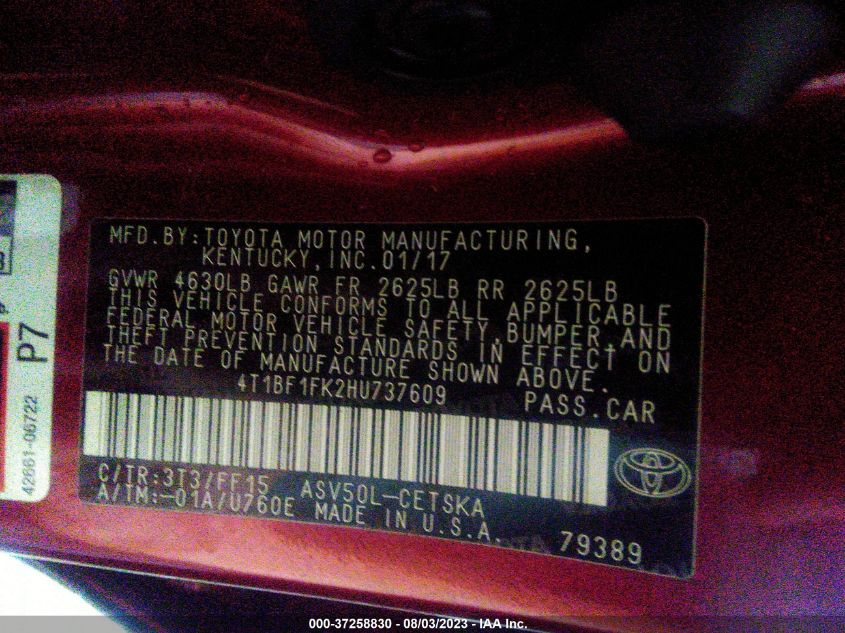 MFD.BY:TOYOTA MOTOR MANUFACTURING,
KENTUCKY,INC.01/17
GVWR 4630LB GAWR FR 2625LB RR 2625LB
THIS VEHICLE CONFORMS TO ALL APPLICABLE
FEDERAL MOTOR VEHICLE SAFETY,BUMPER,AND
THEFT PREVENTION STANDARDS IN EFFECT ON
THE DATE OF MANUFACTURE SHOWN ABOVE.
4T1BF1FK2HU737609
PASS.CAR
C/TR:3T3/FF15 ASV50L-CETSKA
A/TM:-01A/U760E MADE IN U.S.A.
79389
P7
42661-06722
000-37258830 - 08/03/2023 - IAA Inc.